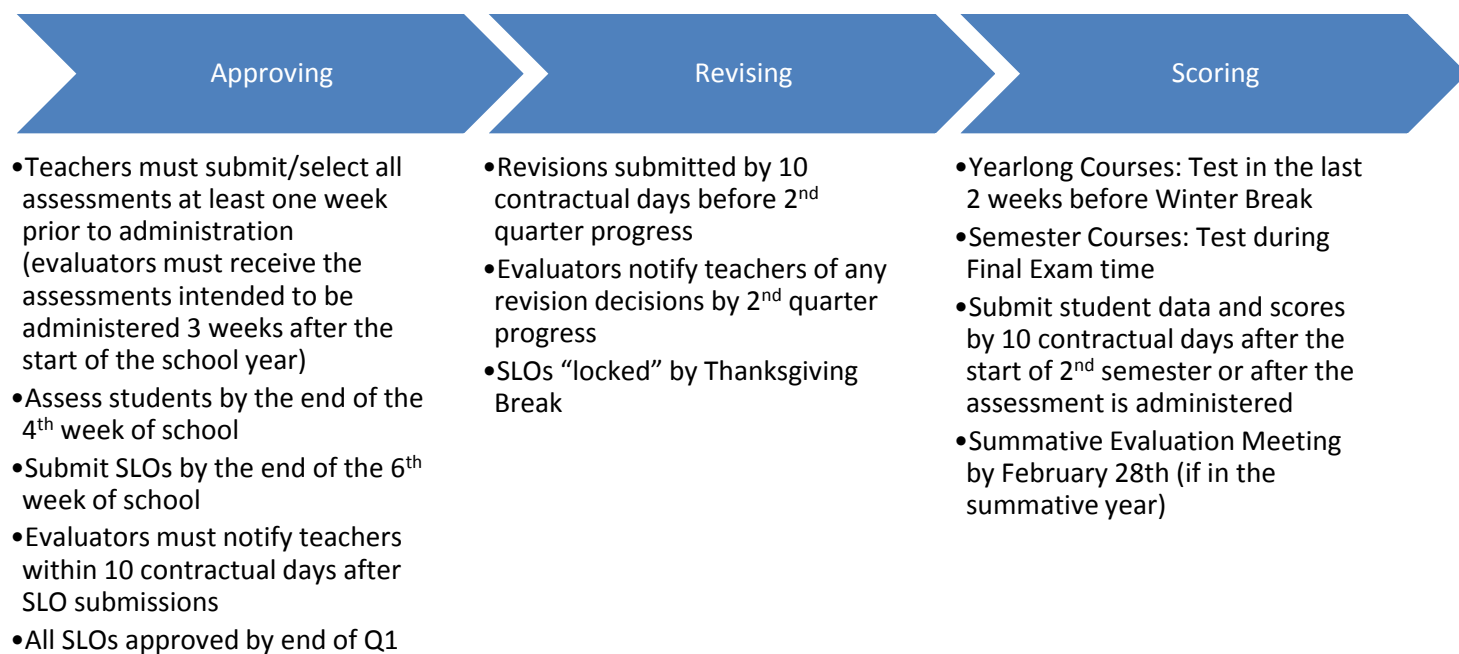 Approving
•Teachers must submit/select all
assessments at least one week
prior to administration
(evaluators must receive the
assessments intended to be
administered 3 weeks after the
start of the school year)
•Assess students by the end of the
4th week of school
•Submit SLOs by the end of the 6th
week of school
•Evaluators must notify teachers
within 10 contractual days after
SLO submissions
•All SLOs approved by end of Q1
Revising
•Revisions submitted by 10
contractual days before 2nd
quarter progress
•Evaluators notify teachers of any
revision decisions by 2nd quarter
progress
•SLOs “locked” by Thanksgiving
Break
Scoring
•Yearlong Courses: Test in the last
2 weeks before Winter Break
•Semester Courses: Test during
Final Exam time
•Submit student data and scores
by 10 contractual days after the
start of 2nd semester or after the
assessment is administered
•Summative Evaluation Meeting
by February 28th (if in the
summative year)